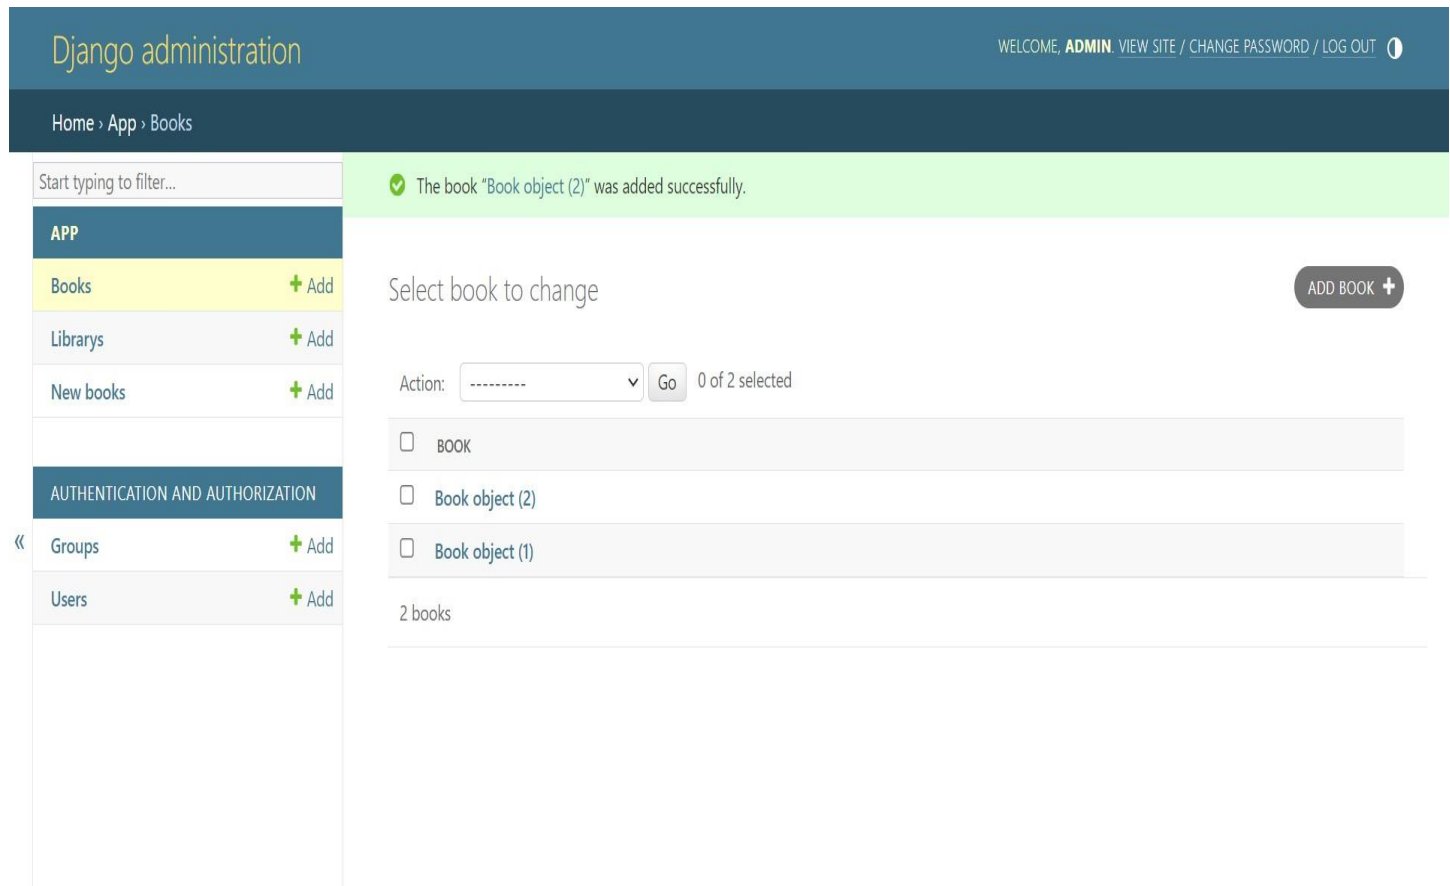 Django administration
WELCOME, ADMIN. VIEW SITE / CHANGE PASSWORD / LOG OUT
Home › App › Books
Start typing to filter...
APP
Books + Add
Librarys + Add
New books + Add
AUTHENTICATION AND AUTHORIZATION
«
Groups + Add
Users + Add
The book “Book object (2)” was added successfully.
Select book to change
ADD BOOK +
Action: --------- Go 0 of 2 selected
BOOK
Book object (2)
Book object (1)
2 books